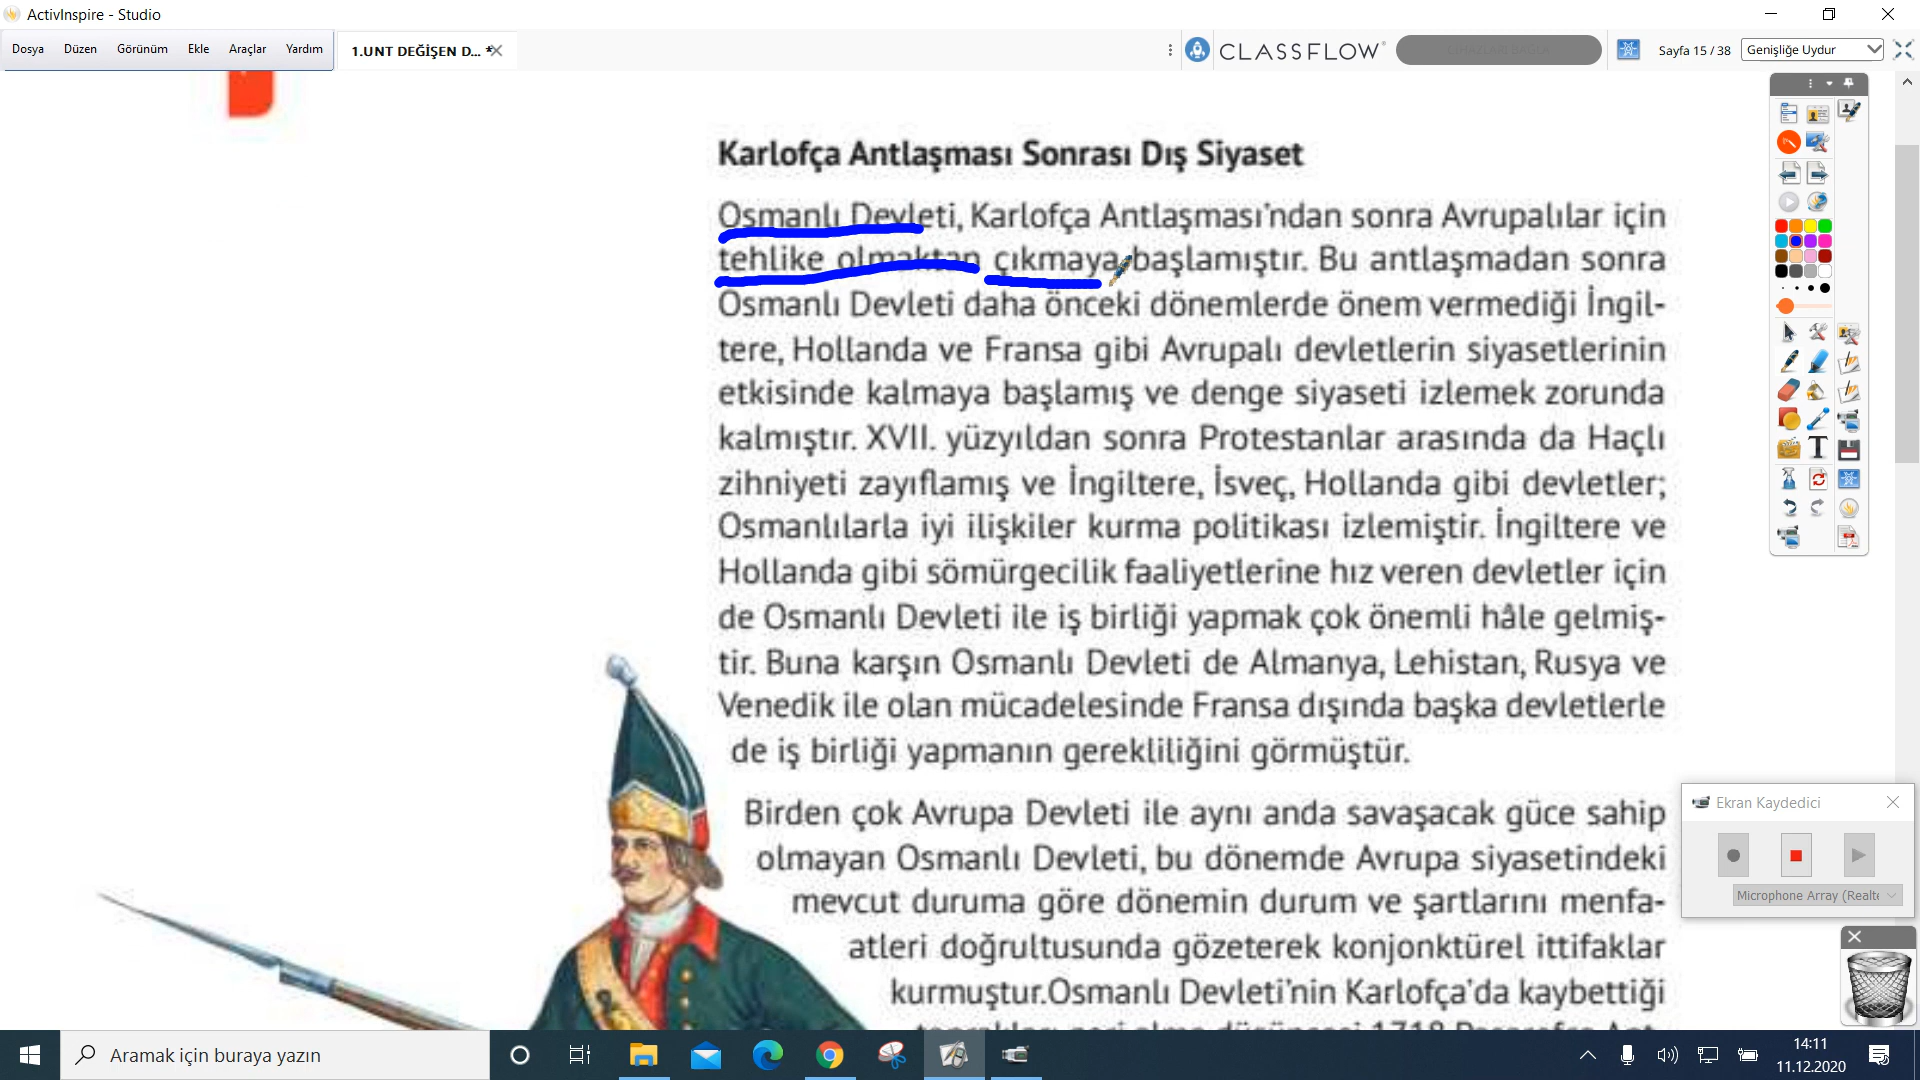 ActivInspire - Studio
Dosya Düzen Görünüm Ekle Araçlar Yardım
1.UNT DEĞİŞEN D... *
CLASSFLOW
Sayfa 15 / 38
Genişliğe Uydur
Karlofça Antlaşması Sonrası Dış Siyaset
Osmanlı Devleti, Karlofça Antlaşması’ndan sonra Avrupalılar için
tehlike olmaktan çıkmaya başlamıştır. Bu antlaşmadan sonra
Osmanlı Devleti daha önceki dönemlerde önem vermediği İngil-
tere, Hollanda ve Fransa gibi Avrupalı devletlerin siyasetlerinin
etkisinde kalmaya başlamış ve denge siyaseti izlemek zorunda
kalmıştır. XVII. yüzyıldan sonra Protestanlar arasında da Haçlı
zihniyeti zayıflamış ve İngiltere, İsveç, Hollanda gibi devletler;
Osmanlılarla iyi ilişkiler kurma politikası izlemiştir. İngiltere ve
Hollanda gibi sömürgecilik faaliyetlerine hız veren devletler için
de Osmanlı Devleti ile iş birliği yapmak çok önemli hâle gelmiş-
tir. Buna karşın Osmanlı Devleti de Almanya, Lehistan, Rusya ve
Venedik ile olan mücadelesinde Fransa dışında başka devletlerle
de iş birliği yapmanın gerekliliğini görmüştür.
Birden çok Avrupa Devleti ile aynı anda savaşacak güce sahip
olmayan Osmanlı Devleti, bu dönemde Avrupa siyasetindeki
mevcut duruma göre dönemin durum ve şartlarını menfa-
atleri doğrultusunda gözeterek konjonktürel ittifaklar
kurmuştur.Osmanlı Devleti’nin Karlofça’da kaybettiği
Ekran Kaydedici
Microphone Array (Realte
Aramak için buraya yazın
14:11
11.12.2020